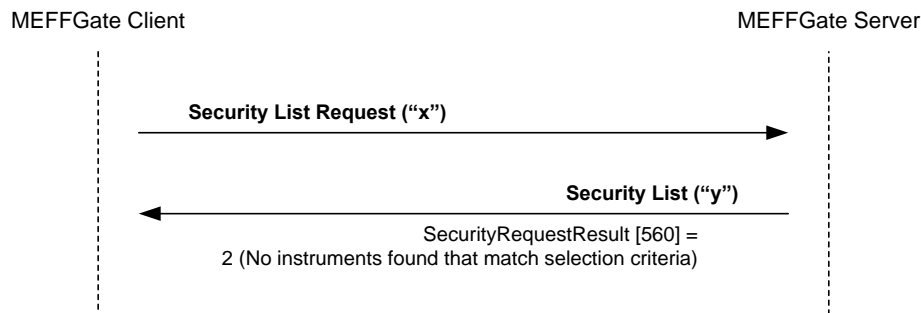 MEFFGate Client
MEFFGate Server
Security List Request (“x”)
Security List (“y”)
SecurityRequestResult [560] =
2 (No instruments found that match selection criteria)